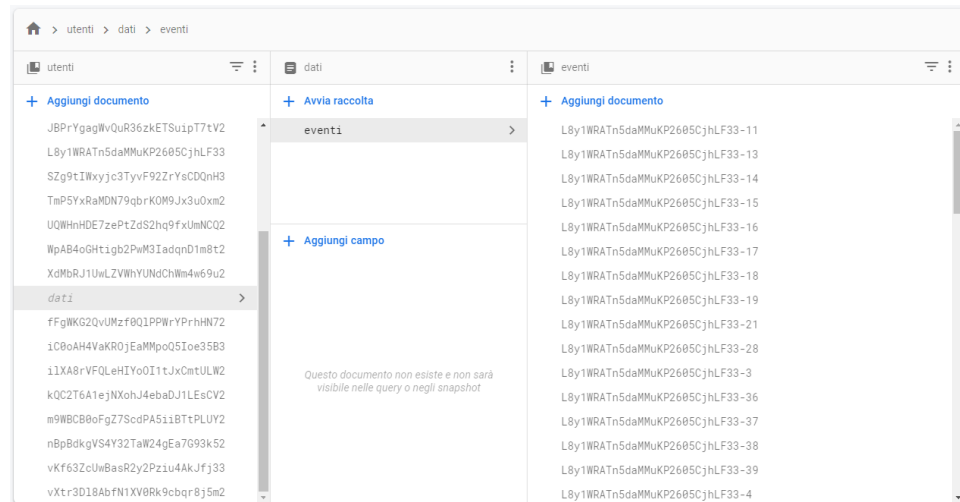 utenti > dati > eventi
utenti
Aggiungi documento
JBPrYgagWvQuR36zkETSuipT7tV2
L8y1WRATn5daMMuKP2605CjhLF33
SZg9tIWxyjc3TyvF92ZrYsCDQnH3
TmP5YxRaMDN79qbrKOM9Jx3uOxm2
UQWHnHDE7zePtZdS2hq9fxUmNCQ2
WpAB4oGHtigb2PwM3IadqnD1m8t2
XdMbRJ1UwLZVWhYUNdChWm4w69u2
dati
fFgWKG2QvUMzf0QlPPWrYPrhHN72
iC0oAH4VaKROjEaMMpoQ5Ioe35B3
ilXA8rVFQLeHIYoOI1tJxCmtULW2
kQC2T6A1ejNXohJ4ebaDJ1LEsCV2
m9WBCB0oFgZ7ScdPA5iiBTtPLUY2
nBpBdkgVS4Y32TaW24gEa7G93k52
vKf63ZcUwBasR2y2Pziu4AkJfj33
vXtr3Dl8AbfN1XV0Rk9cbqr8j5m2
dati
Avvia raccolta
eventi
Aggiungi campo
Questo documento non esiste e non sarà
visibile nelle query o negli snapshot
eventi
Aggiungi documento
L8y1WRATn5daMMuKP2605CjhLF33-11
L8y1WRATn5daMMuKP2605CjhLF33-13
L8y1WRATn5daMMuKP2605CjhLF33-14
L8y1WRATn5daMMuKP2605CjhLF33-15
L8y1WRATn5daMMuKP2605CjhLF33-16
L8y1WRATn5daMMuKP2605CjhLF33-17
L8y1WRATn5daMMuKP2605CjhLF33-18
L8y1WRATn5daMMuKP2605CjhLF33-19
L8y1WRATn5daMMuKP2605CjhLF33-21
L8y1WRATn5daMMuKP2605CjhLF33-28
L8y1WRATn5daMMuKP2605CjhLF33-3
L8y1WRATn5daMMuKP2605CjhLF33-36
L8y1WRATn5daMMuKP2605CjhLF33-37
L8y1WRATn5daMMuKP2605CjhLF33-38
L8y1WRATn5daMMuKP2605CjhLF33-39
L8y1WRATn5daMMuKP2605CjhLF33-4